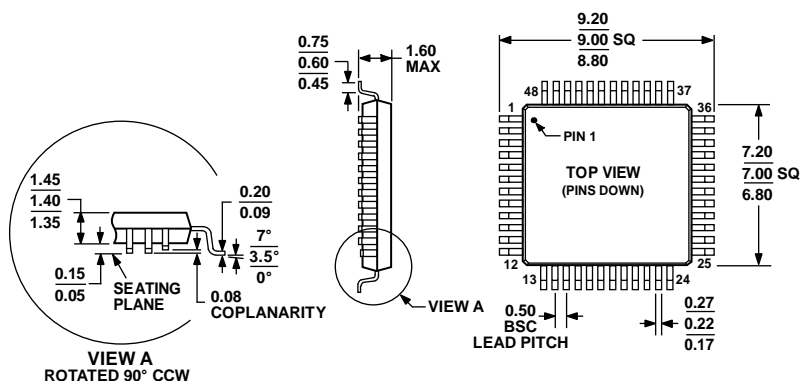 0.75
0.60
0.45
1.60
MAX
9.20
9.00 SQ
8.80
48
37
1
36
PIN 1
TOP VIEW
(PINS DOWN)
7.20
7.00 SQ
6.80
12
25
13
24
0.50
BSC
LEAD PITCH
0.27
0.22
0.17
VIEW A
1.45
1.40
1.35
0.20
0.09
7°
3.5°
0°
0.15
0.05
SEATING
PLANE
0.08
COPLANARITY
VIEW A
ROTATED 90° CCW